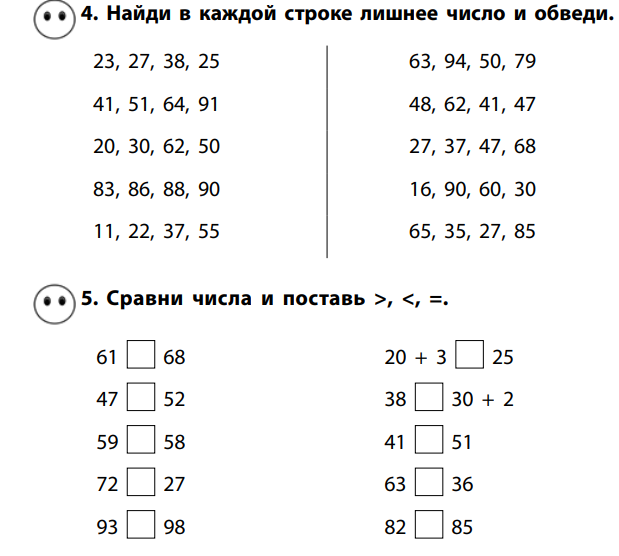 4. Найди в каждой строке лишнее число и обведи.
23, 27, 38, 25
41, 51, 64, 91
20, 30, 62, 50
83, 86, 88, 90
11, 22, 37, 55
63, 94, 50, 79
48, 62, 41, 47
27, 37, 47, 68
16, 90, 60, 30
65, 35, 27, 85
5. Сравни числа и поставь >, <, =.
61 □ 68
47 □ 52
59 □ 58
72 □ 27
93 □ 98
20 + 3 □ 25
38 □ 30 + 2
41 □ 51
63 □ 36
82 □ 85